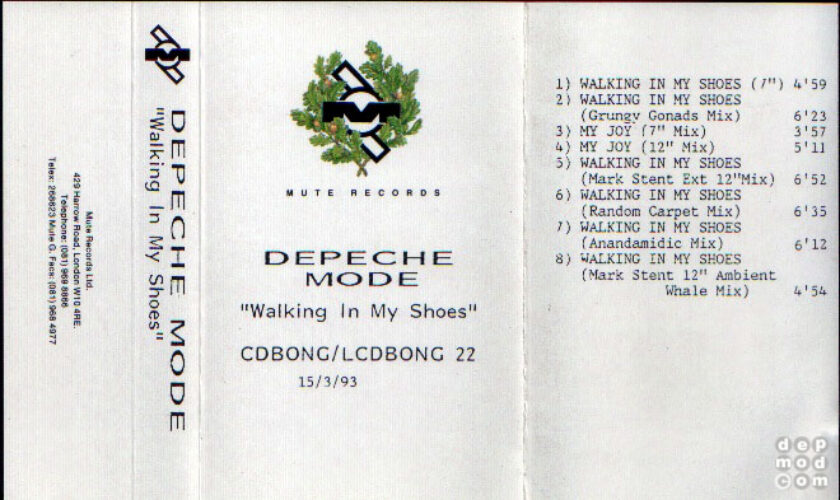 Mute Records Ltd.
429 Harrow Road, London W10 4RE.
Telephone: (081) 969 8866
Telex: 268623 Mute G. Facs: (081) 968 4977
DEPECHE MODE
"Walking In My Shoes"
MUTE RECORDS
DEPECHE
MODE
"Walking In My Shoes"
CDBONG/LCDBONG 22
15/3/93
1) WALKING IN MY SHOES (7") 4'59
2) WALKING IN MY SHOES
(Grungy Gonads Mix) 6'23
3) MY JOY (7" Mix) 3'57
4) MY JOY (12" Mix) 5'11
5) WALKING IN MY SHOES
(Mark Stent Ext 12"Mix) 6'52
6) WALKING IN MY SHOES
(Random Carpet Mix) 6'35
7) WALKING IN MY SHOES
(Anandamidic Mix) 6'12
8) WALKING IN MY SHOES
(Mark Stent 12" Ambient
Whale Mix) 4'54
dep
mod
com